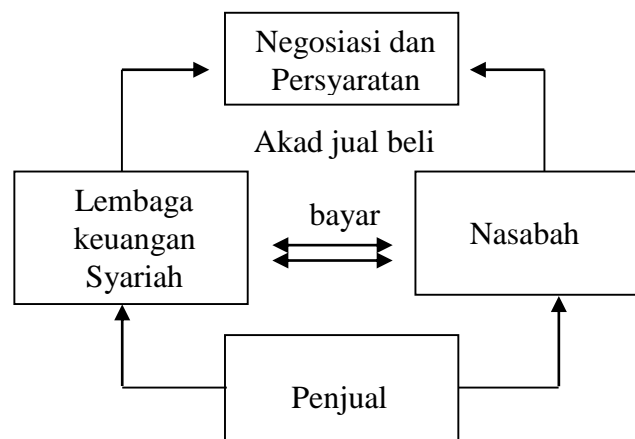 Negosiasi dan
Persyaratan
Akad jual beli
Lembaga
keuangan
Syariah
bayar
Nasabah
Penjual